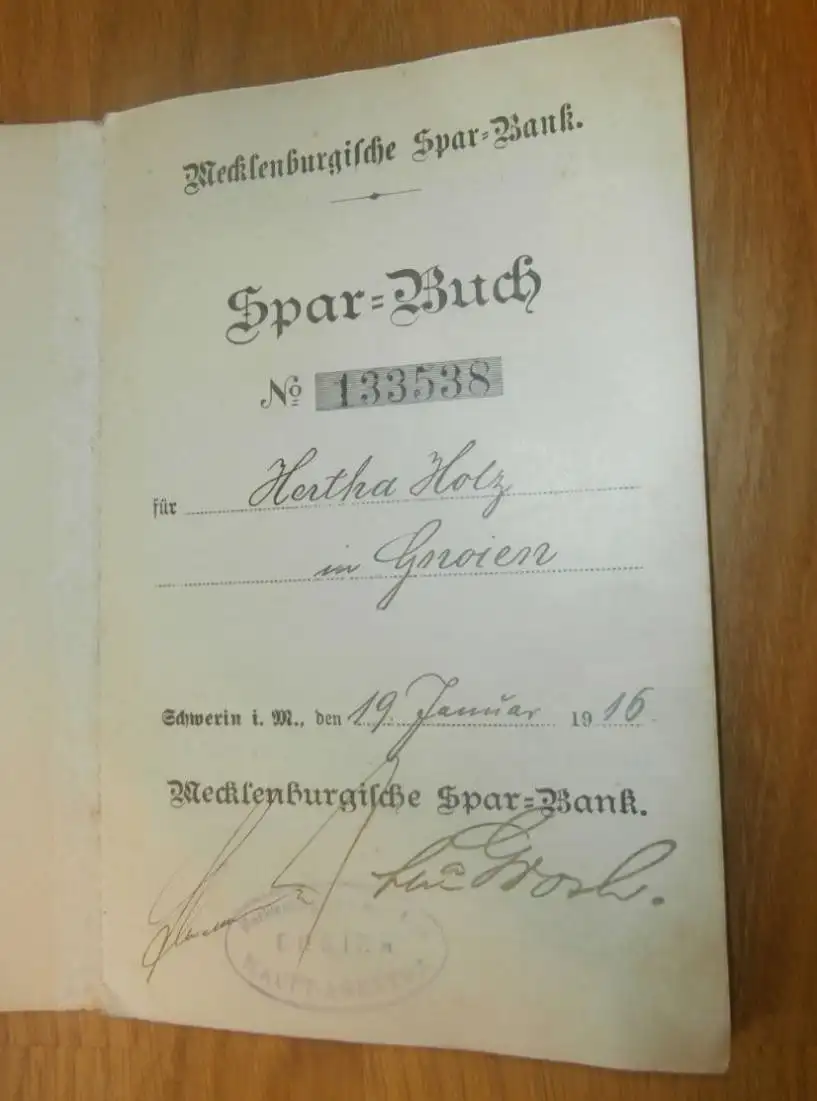 Mecklenburgische Spar=Bank.
Spar=Buch
No 133538
für Hertha Holz
in Gnoien
Schwerin i. M., den 19. Januar 1916
Mecklenburgische Spar=Bank.